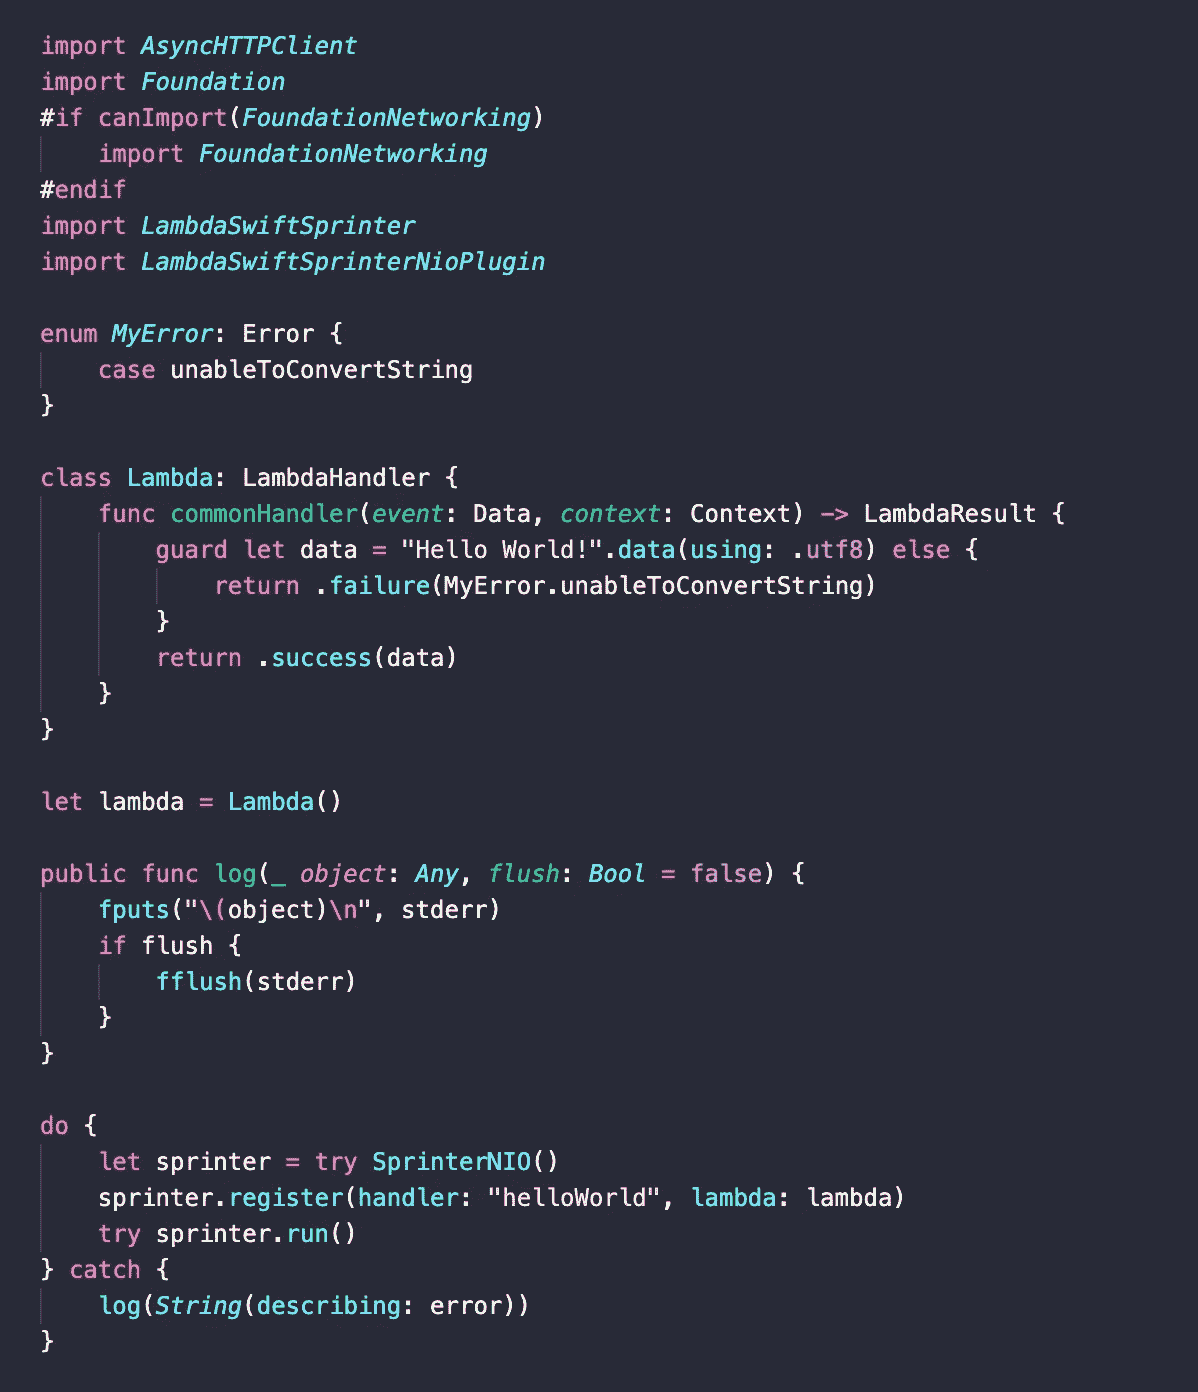 import AsyncHTTPClient
import Foundation
#if canImport(FoundationNetworking)
    import FoundationNetworking
#endif
import LambdaSwiftSprinter
import LambdaSwiftSprinterNioPlugin

enum MyError: Error {
    case unableToConvertString
}

class Lambda: LambdaHandler {
    func commonHandler(event: Data, context: Context) -> LambdaResult {
        guard let data = "Hello World!".data(using: .utf8) else {
            return .failure(MyError.unableToConvertString)
        }
        return .success(data)
    }
}

let lambda = Lambda()

public func log(_ object: Any, flush: Bool = false) {
    fputs("\(object)\n", stderr)
    if flush {
        fflush(stderr)
    }
}

do {
    let sprinter = try SprinterNIO()
    sprinter.register(handler: "helloWorld", lambda: lambda)
    try sprinter.run()
} catch {
    log(String(describing: error))
}